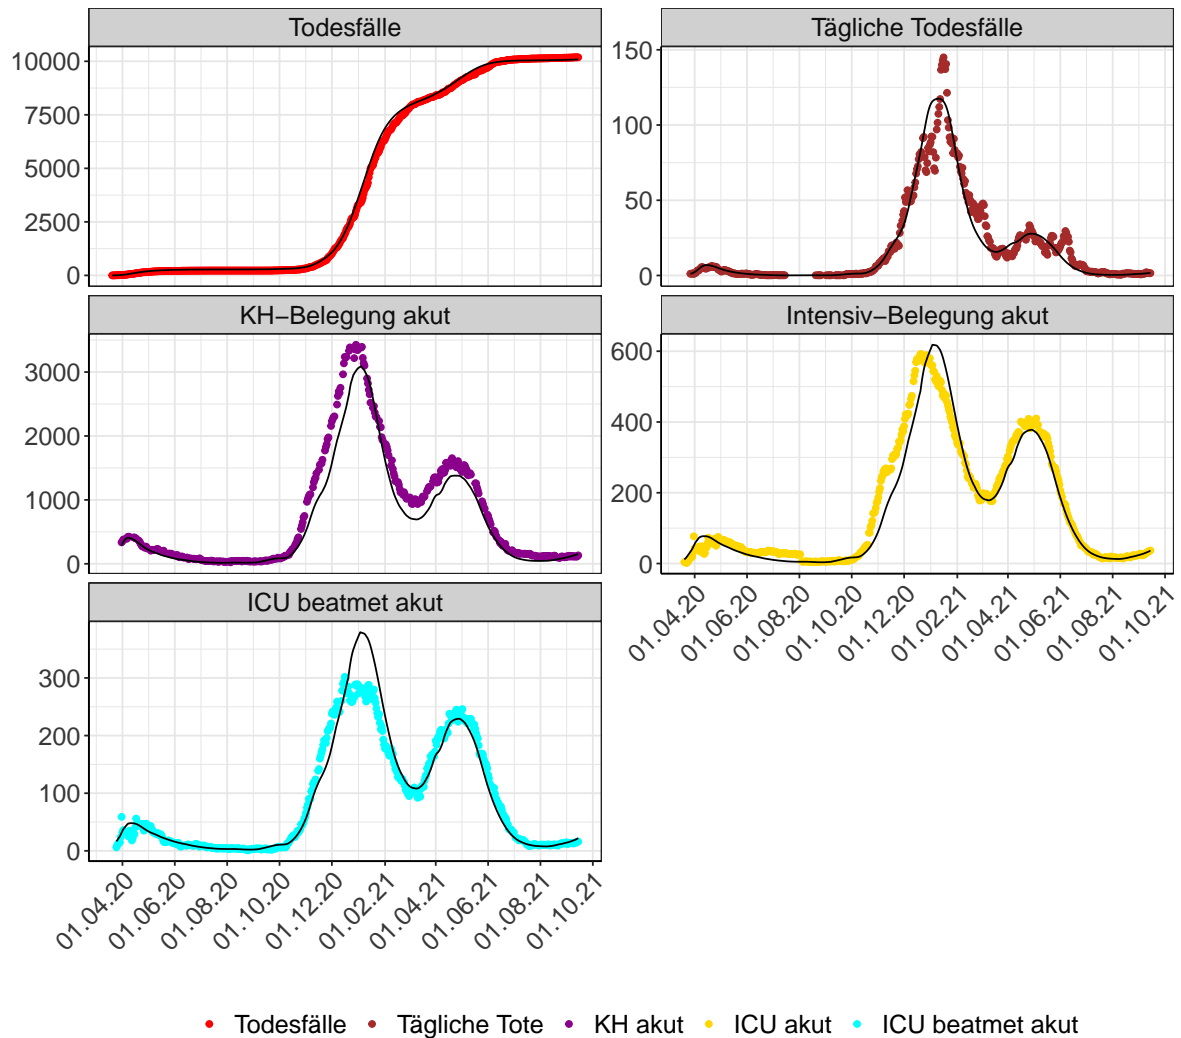 Todesfälle
Tägliche Todesfälle
10000
7500
5000
2500
0
150
100
50
0
KH−Belegung akut
Intensiv−Belegung akut
3000
2000
1000
0
600
400
200
0
01.04.20 01.06.20 01.08.20 01.10.20 01.12.20 01.02.21 01.04.21 01.06.21 01.08.21 01.10.21
ICU beatmet akut
300
200
100
0
01.04.20 01.06.20 01.08.20 01.10.20 01.12.20 01.02.21 01.04.21 01.06.21 01.08.21 01.10.21
Todesfälle Tägliche Tote KH akut ICU akut ICU beatmet akut